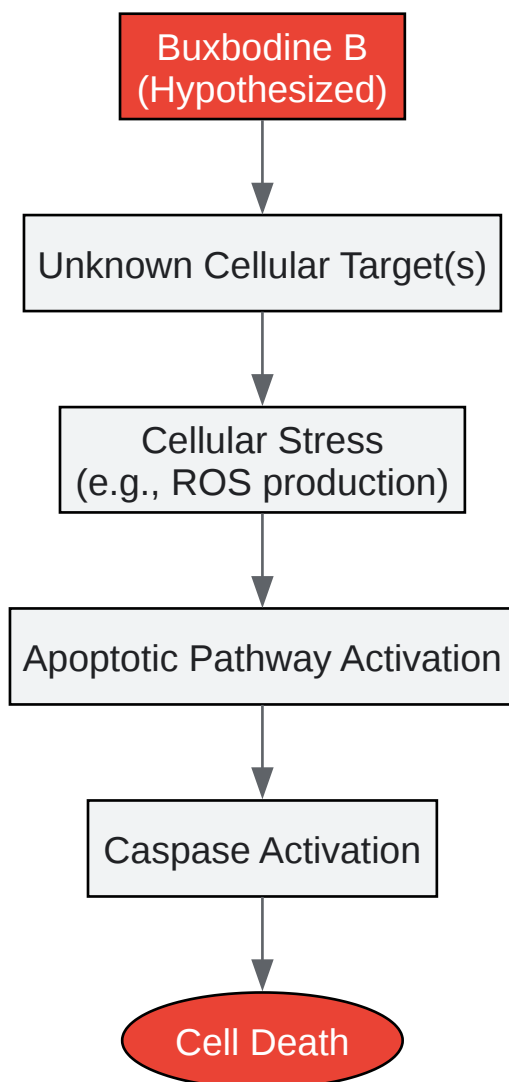 Buxbodine B
(Hypothesized)
Unknown Cellular Target(s)
Cellular Stress
(e.g., ROS production)
Apoptotic Pathway Activation
Caspase Activation
Cell Death